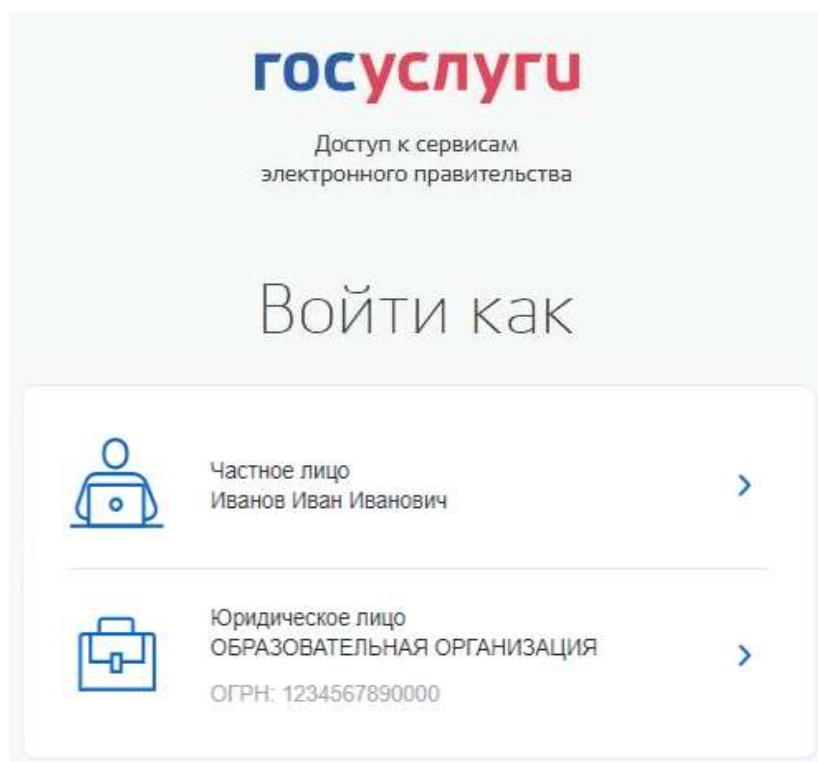 госуслуги
Доступ к сервисам
электронного правительства
Войти как
Частное лицо
Иванов Иван Иванович
Юридическое лицо
ОБРАЗОВАТЕЛЬНАЯ ОРГАНИЗАЦИЯ
ОГРН: 1234567890000